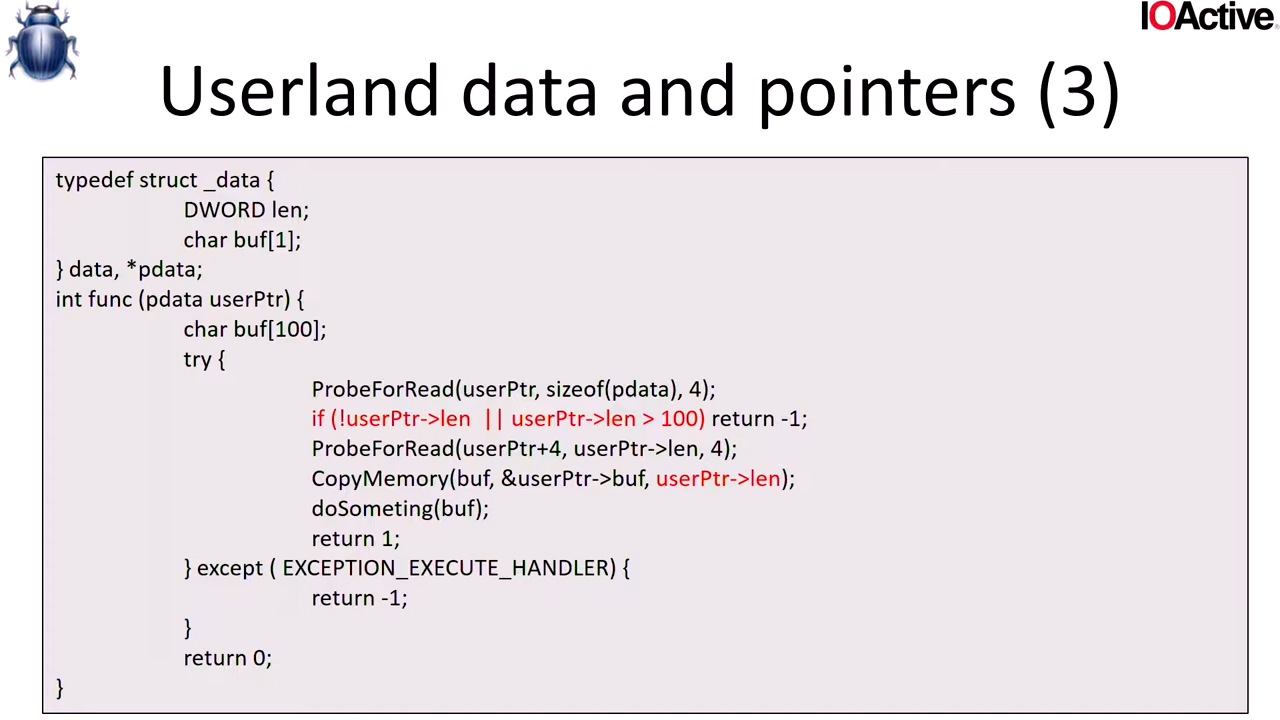 IOActive
Userland data and pointers (3)
typedef struct _data {
DWORD len;
char buf[1];
} data, *pdata;
int func (pdata userPtr) {
char buf[100];
try {
ProbeForRead(userPtr, sizeof(pdata), 4);
if (!userPtr->len || userPtr->len > 100) return -1;
ProbeForRead(userPtr+4, userPtr->len, 4);
CopyMemory(buf, &userPtr->buf, userPtr->len);
doSometing(buf);
return 1;
} except ( EXCEPTION_EXECUTE_HANDLER) {
return -1;
}
return 0;
}